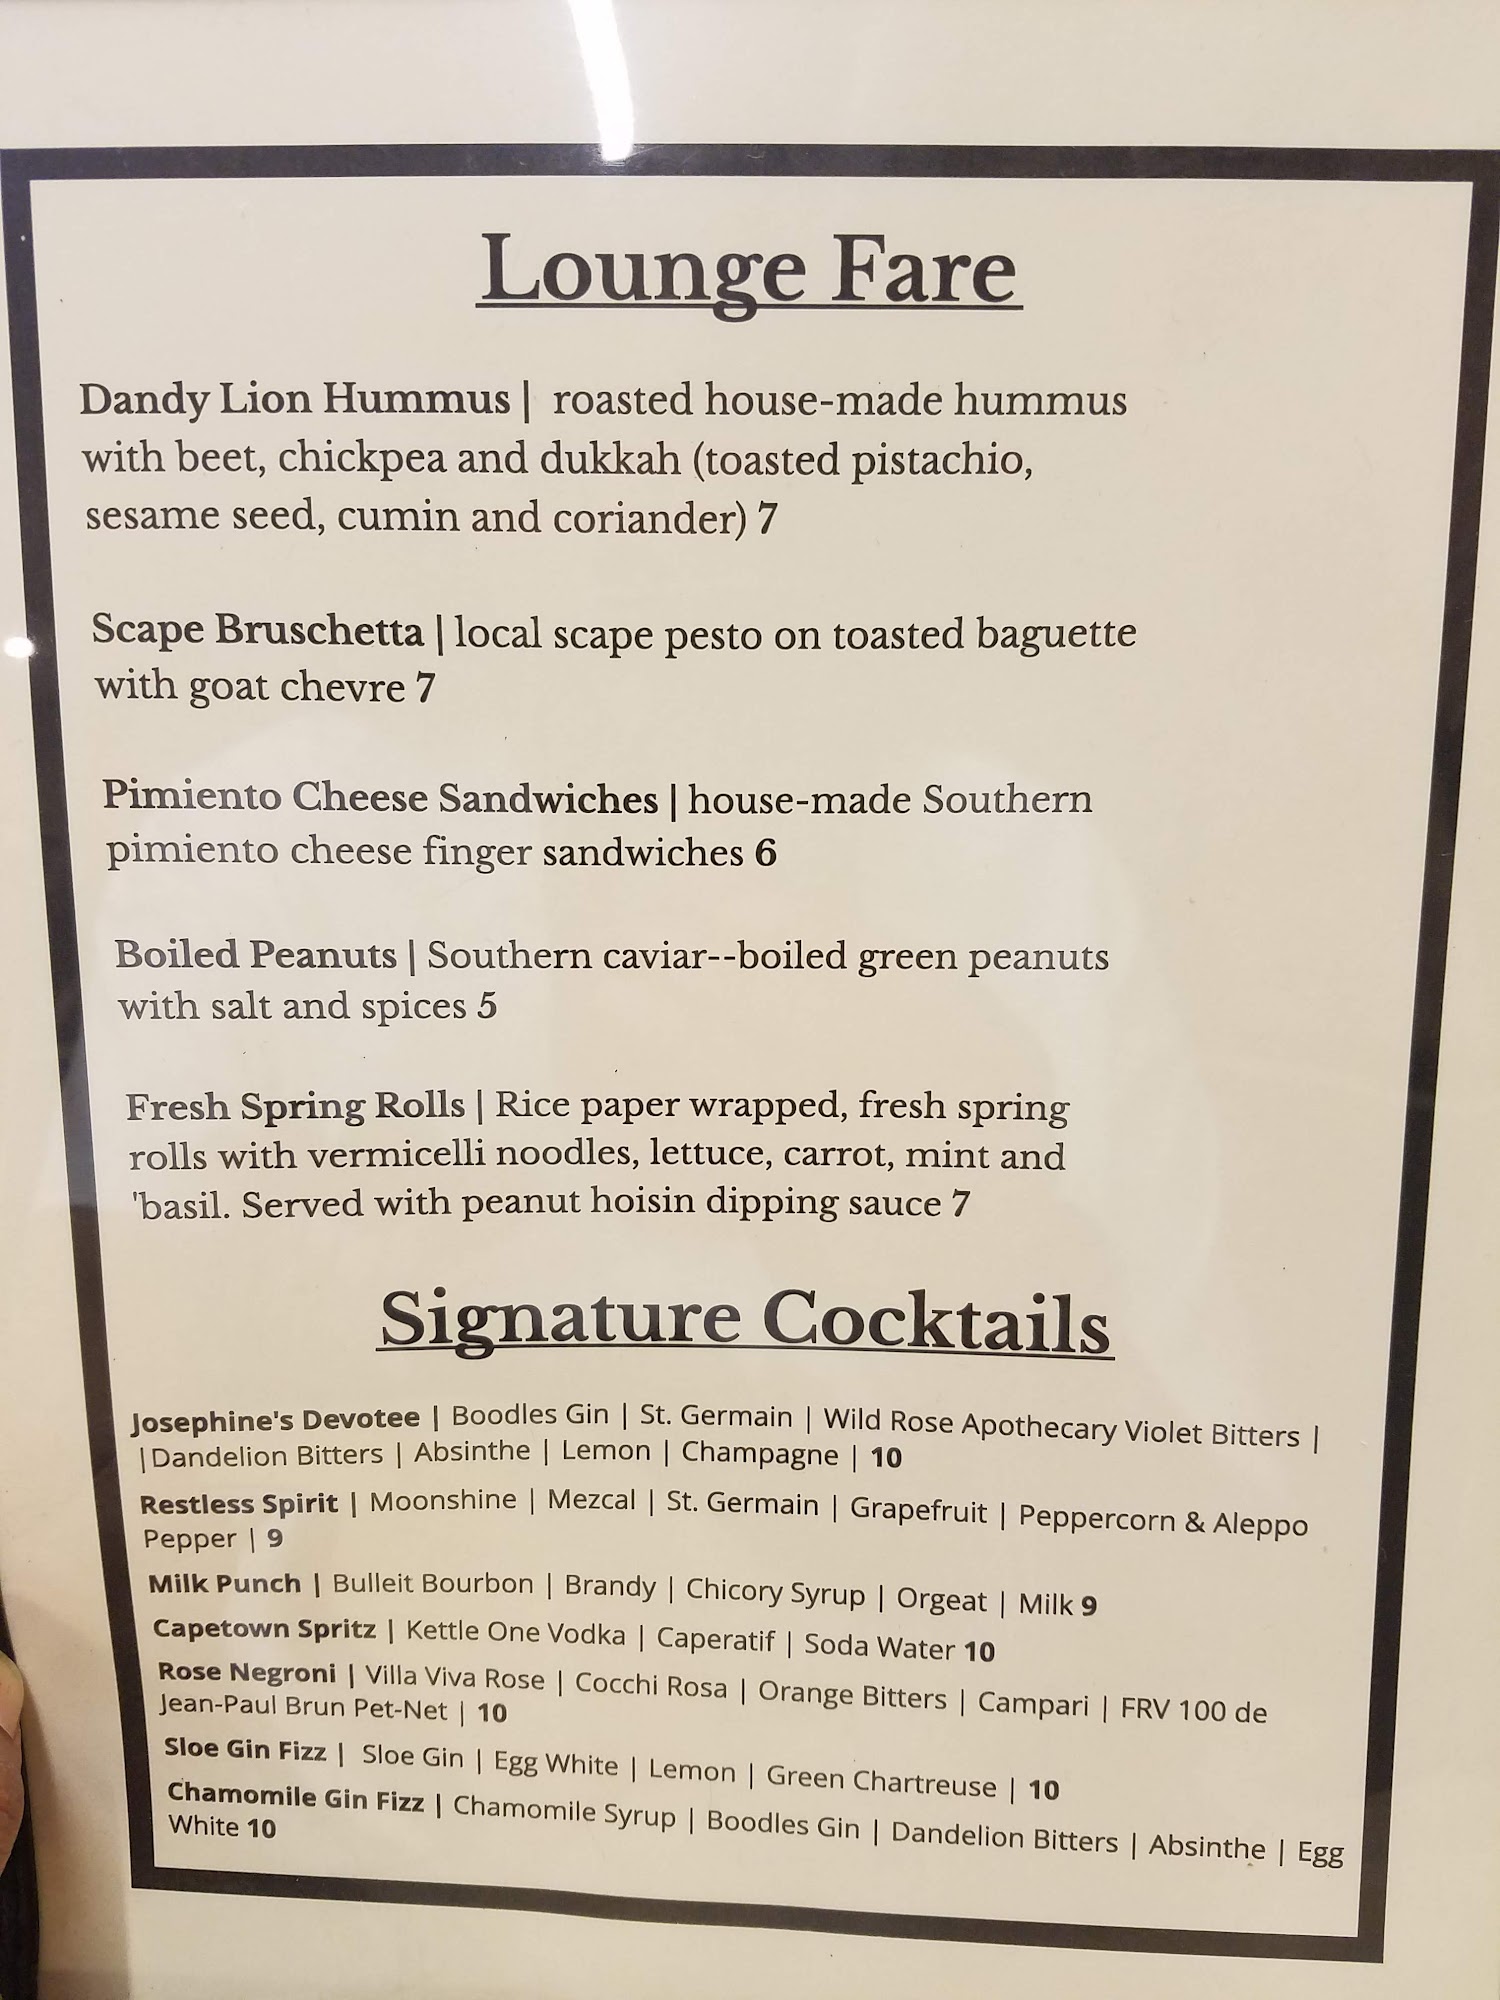 Lounge Fare
Dandy Lion Hummus | roasted house-made hummus
with beet, chickpea and dukkah (toasted pistachio,
sesame seed, cumin and coriander) 7
Scape Bruschetta | local scape pesto on toasted baguette
with goat chevre 7
Pimiento Cheese Sandwiches | house-made Southern
pimiento cheese finger sandwiches 6
Boiled Peanuts | Southern caviar--boiled green peanuts
with salt and spices 5
Fresh Spring Rolls | Rice paper wrapped, fresh spring
rolls with vermicelli noodles, lettuce, carrot, mint and
'basil. Served with peanut hoisin dipping sauce 7
Signature Cocktails
Josephine's Devotee | Boodles Gin | St. Germain | Wild Rose Apothecary Violet Bitters |
| Dandelion Bitters | Absinthe | Lemon | Champagne | 10
Restless Spirit | Moonshine | Mezcal | St. Germain | Grapefruit | Peppercorn & Aleppo
Pepper | 9
Milk Punch | Bulleit Bourbon | Brandy | Chicory Syrup | Orgeat | Milk 9
Capetown Spritz | Kettle One Vodka | Caperatif | Soda Water 10
Rose Negroni | Villa Viva Rose | Cocchi Rosa | Orange Bitters | Campari | FRV 100 de
Jean-Paul Brun Pet-Net | 10
Sloe Gin Fizz | Sloe Gin | Egg White | Lemon | Green Chartreuse | 10
Chamomile Gin Fizz | Chamomile Syrup | Boodles Gin | Dandelion Bitters | Absinthe | Egg
White 10